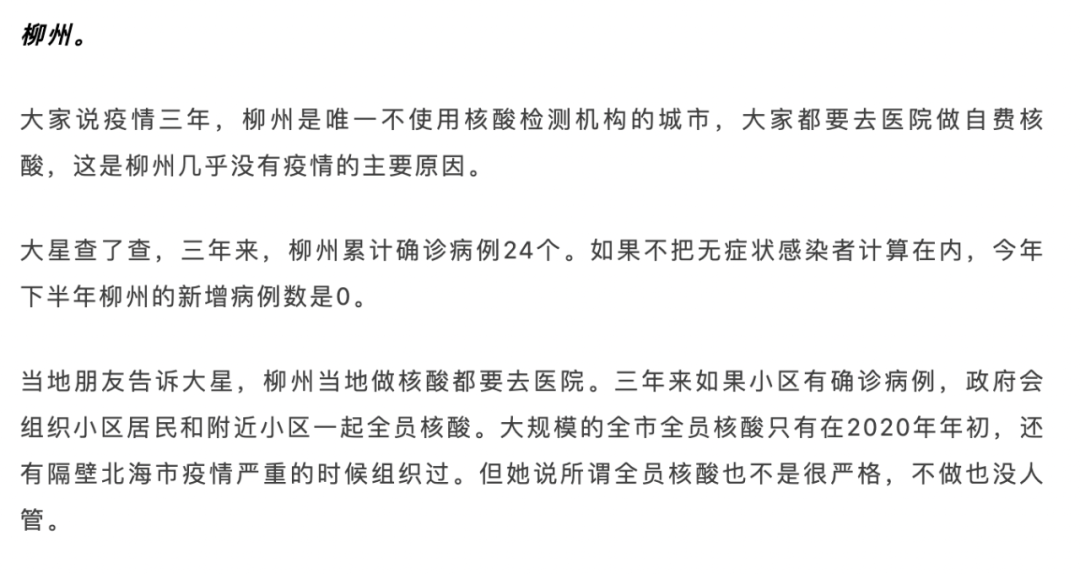 柳州。
大家说疫情三年，柳州是唯一不使用核酸检测机构的城市，大家都要去医院做自费核
酸，这是柳州几乎没有疫情的主要原因。
大星查了查，三年来，柳州累计确诊病例24个。如果不把无症状感染者计算在内，今年
下半年柳州的新增病例数是0。
当地朋友告诉大星，柳州当地做核酸都要去医院。三年来如果小区有确诊病例，政府会
组织小区居民和附近小区一起全员核酸。大规模的全市全员核酸只有在2020年年初，还
有隔壁北海市疫情严重的时候组织过。但她说所谓全员核酸也不是很严格，不做也没人
管。